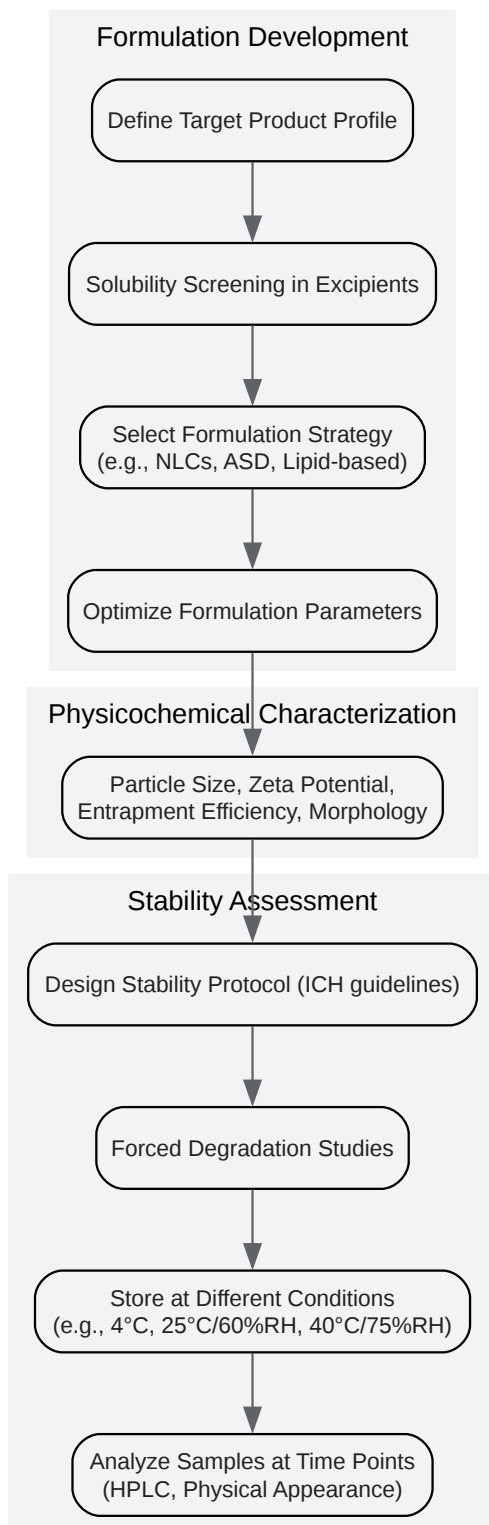 Formulation Development
Define Target Product Profile
Solubility Screening in Excipients
Select Formulation Strategy
(e.g., NLCs, ASD, Lipid-based)
Optimize Formulation Parameters
Physicochemical Characterization
Particle Size, Zeta Potential,
Entrapment Efficiency, Morphology
Stability Assessment
Design Stability Protocol (ICH guidelines)
Forced Degradation Studies
Store at Different Conditions
(e.g., 4°C, 25°C/60%RH, 40°C/75%RH)
Analyze Samples at Time Points
(HPLC, Physical Appearance)